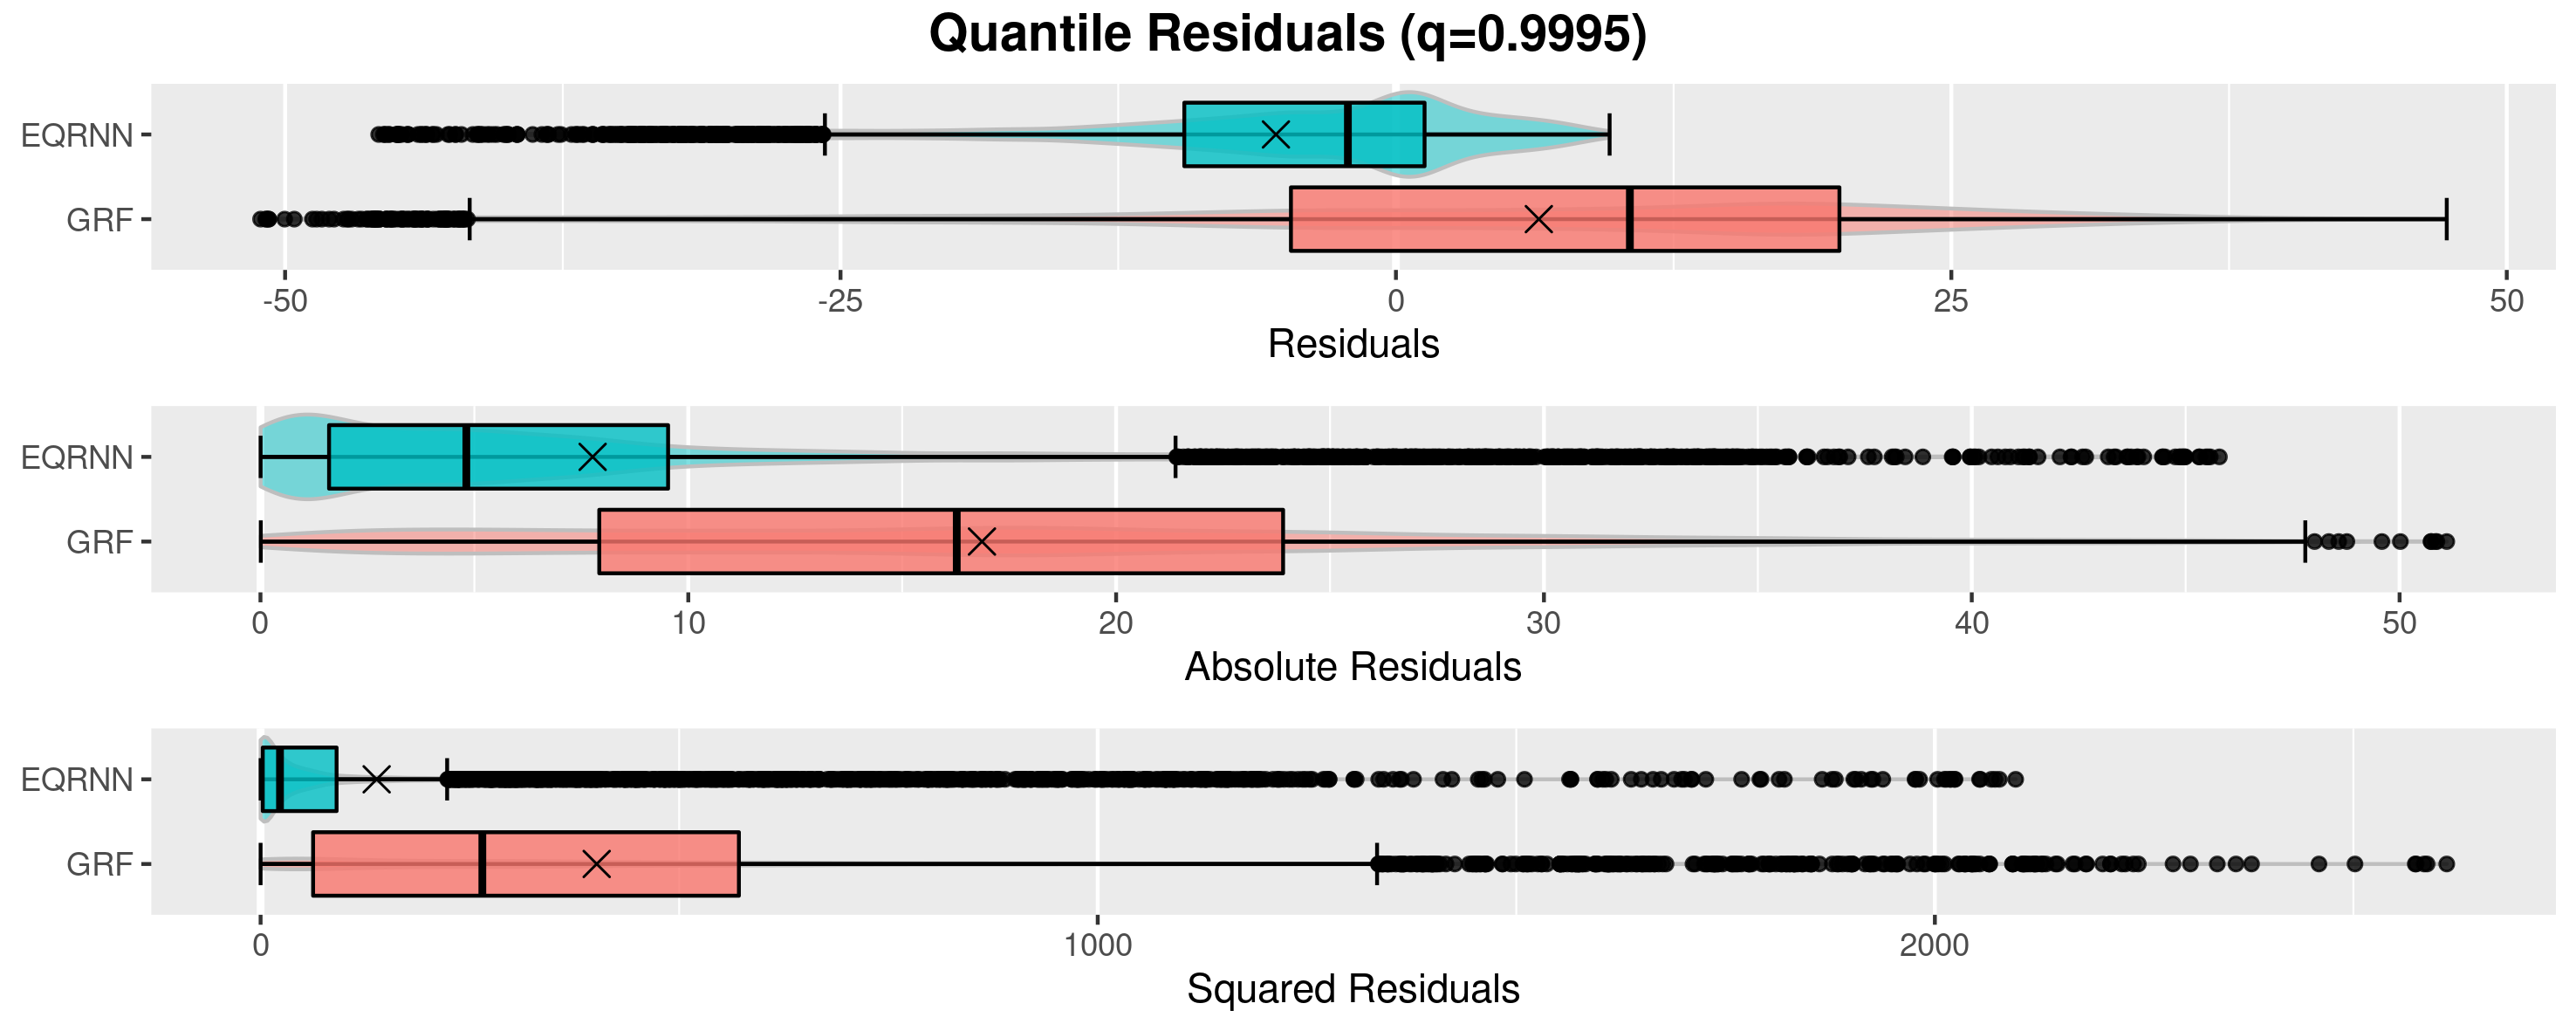 Quantile Residuals (q=0.9995)
EQRNN
GRF
-50 -25 0 25 50
Residuals
EQRNN
GRF
0 10 20 30 40 50
Absolute Residuals
EQRNN
GRF
0 1000 2000
Squared Residuals